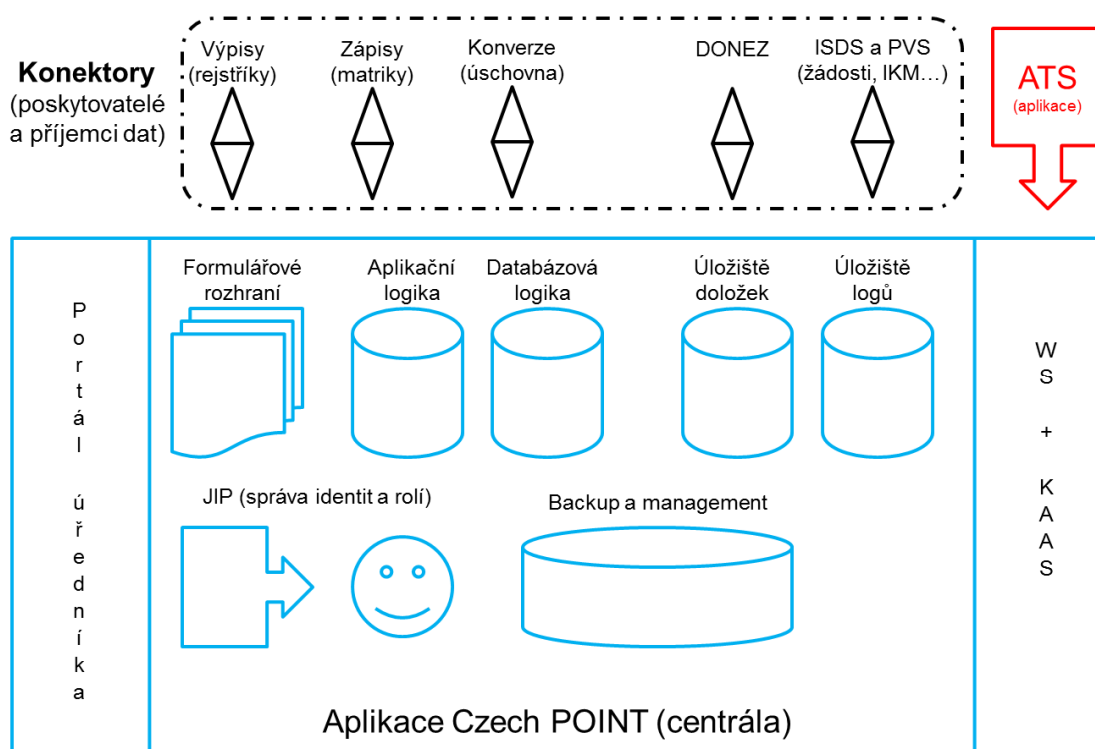 Konektory
(poskytovatelé
a příjemci dat)
Výpisy
(rejstříky)
Zápisy
(matriky)
Konverze
(úschovna)
DONEZ
ISDS a PVS
(žádosti, IKM…)
ATS
(aplikace)
Portál úředníka
Formulářové
rozhraní
Aplikační
logika
Databázová
logika
Úložiště
doložek
Úložiště
logů
WS + KAAS
JIP (správa identit a rolí)
Backup a management
Aplikace Czech POINT (centrála)